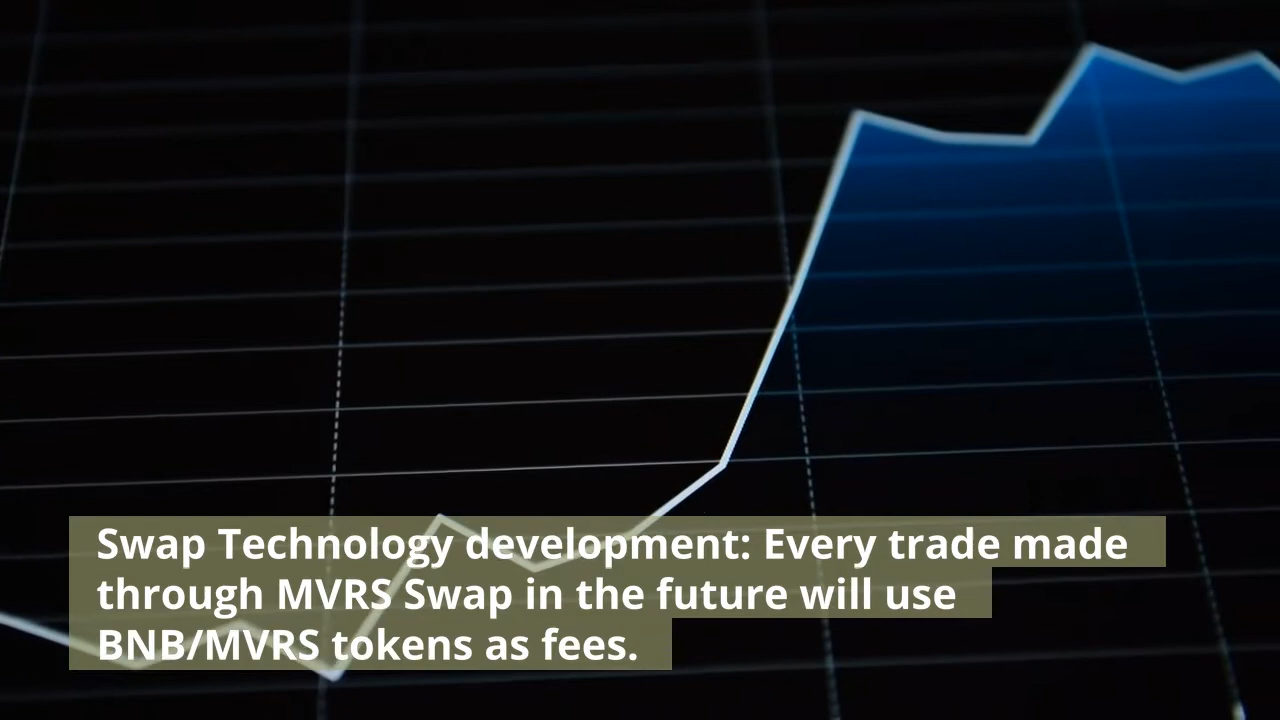 Swap Technology development: Every trade made
through MVRS Swap in the future will use
BNB/MVRS tokens as fees.